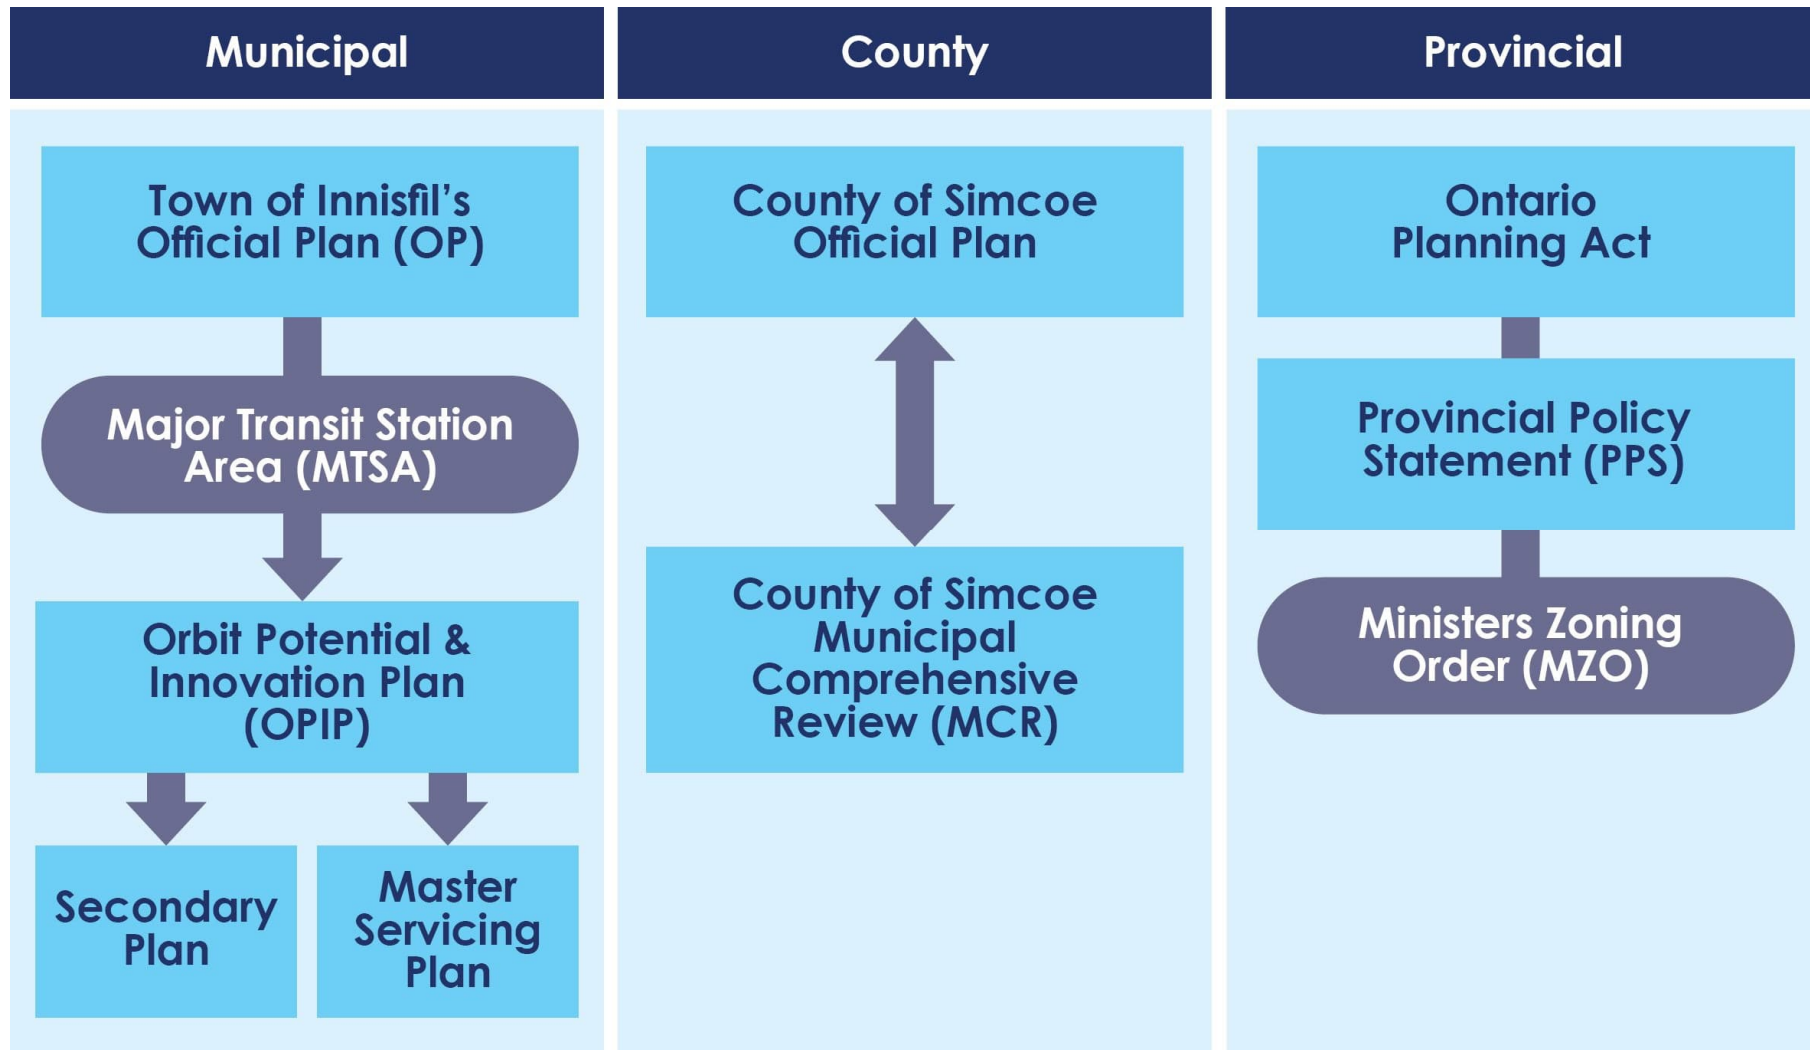 Municipal
Town of Innisfil's
Official Plan (OP)
Major Transit Station
Area (MTSA)
Orbit Potential &
Innovation Plan
(OPIP)
Secondary
Plan
Master
Servicing
Plan
County
County of Simcoe
Official Plan
County of Simcoe
Municipal
Comprehensive
Review (MCR)
Provincial
Ontario
Planning Act
Provincial Policy
Statement (PPS)
Ministers Zoning
Order (MZO)